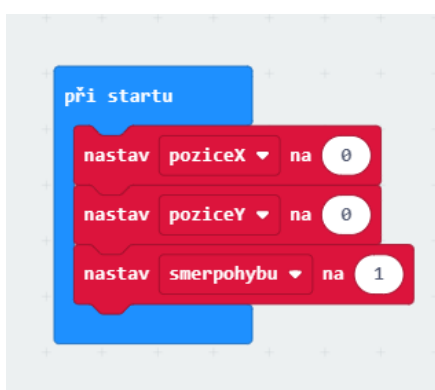 při startu
nastav poziceX na 0
nastav poziceY na 0
nastav smerpohybu na 1